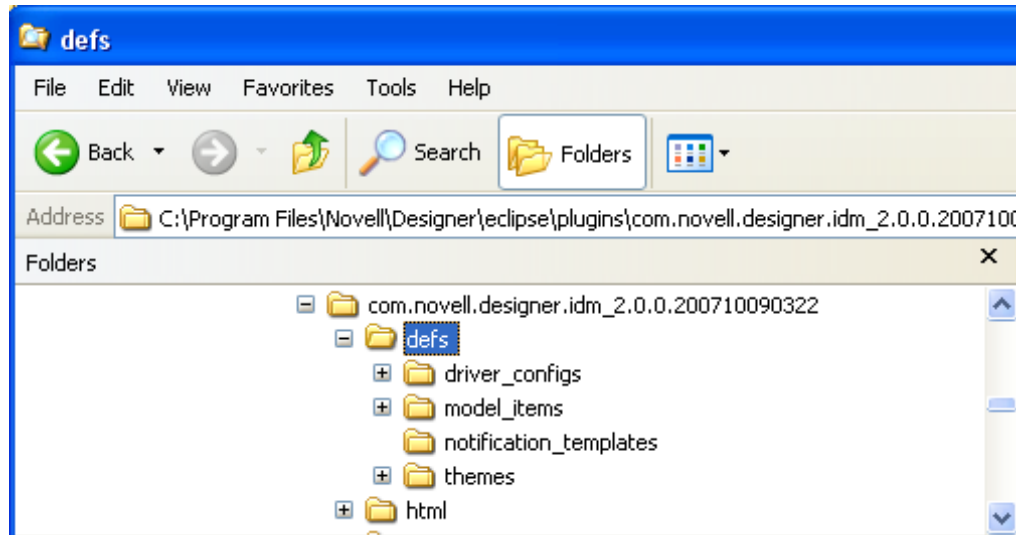 defs
File Edit View Favorites Tools Help
Back Search Folders
Address C:\Program Files\Novell\Designer\eclipse\plugins\com.novell.designer.idm_2.0.0.2007100
Folders
com.novell.designer.idm_2.0.0.200710090322
defs
driver_configs
model_items
notification_templates
themes
html